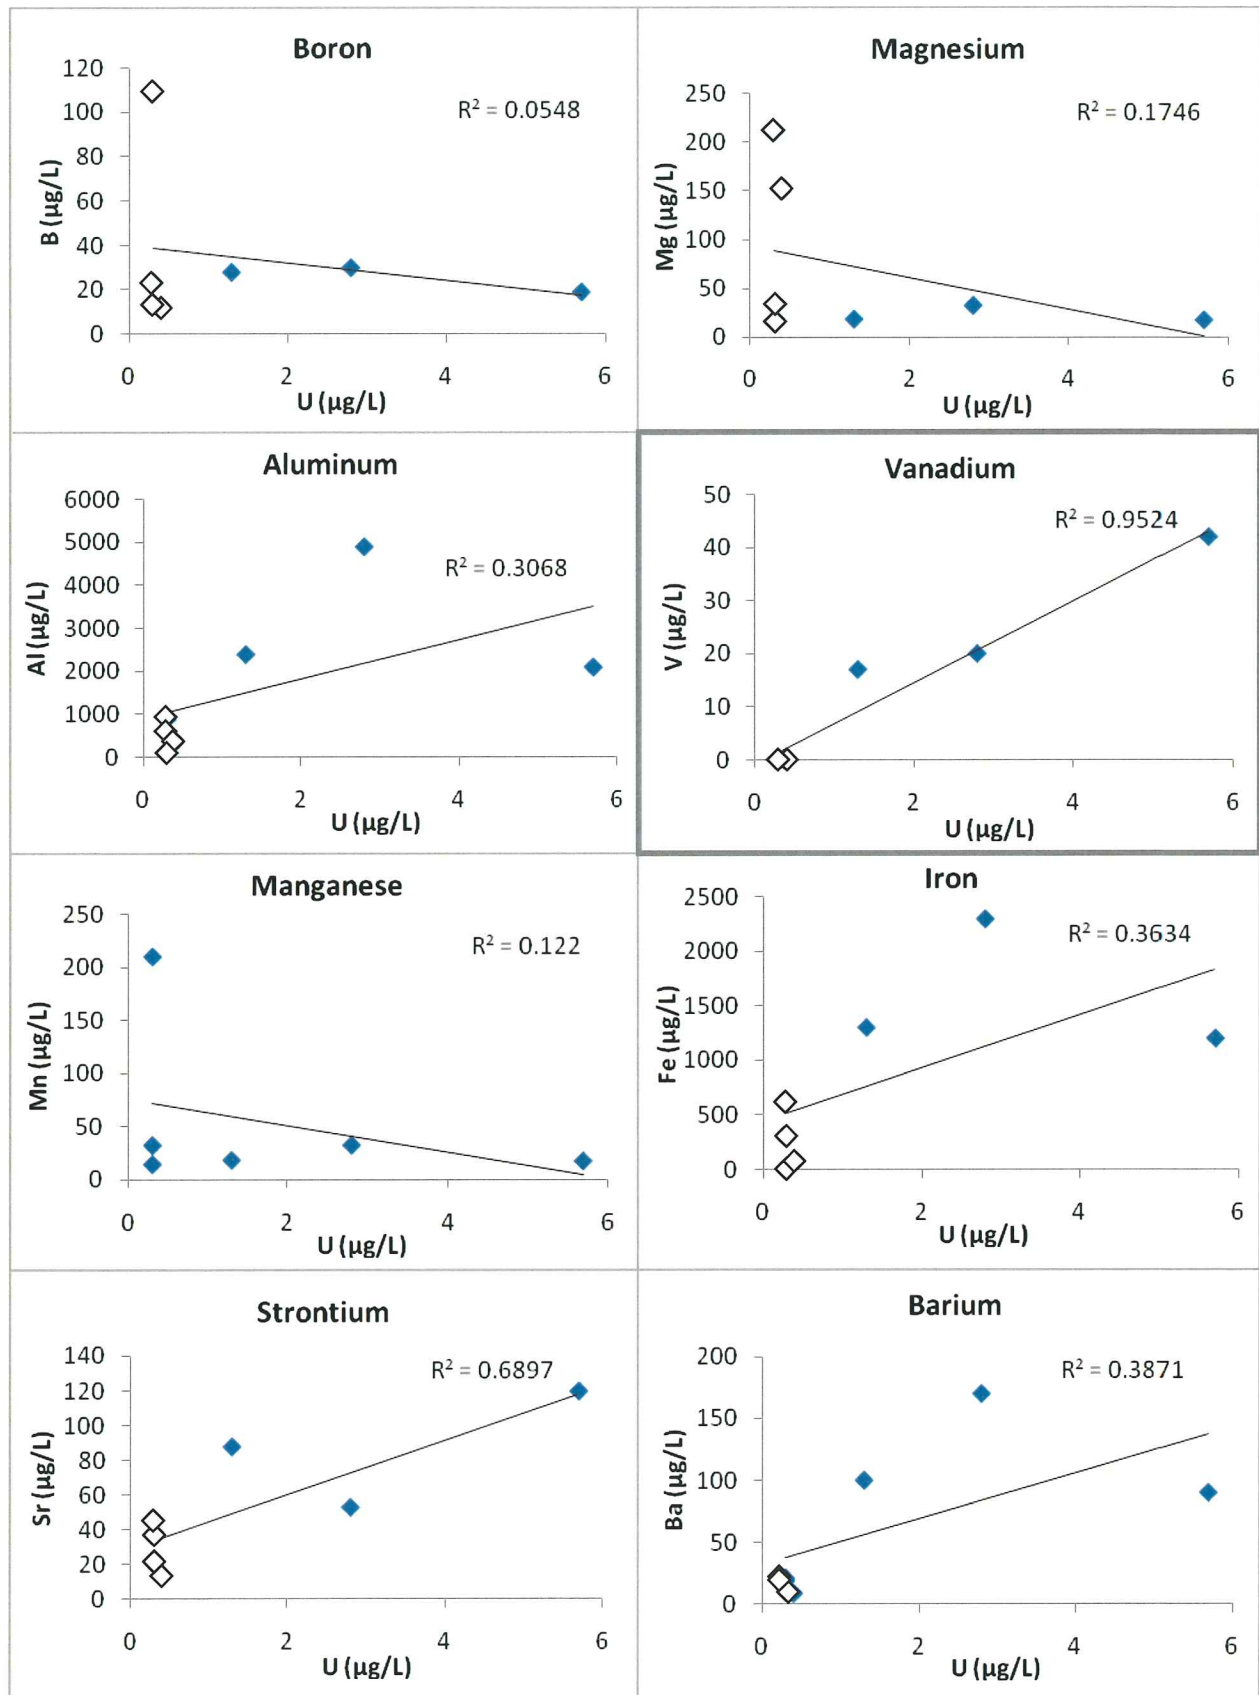 Boron
120
100
80
60
40
20
0
B (µg/L)
R² = 0.0548
0 2 4 6
U (µg/L)
Magnesium
250
200
150
100
50
0
Mg (µg/L)
R² = 0.1746
0 2 4 6
U (µg/L)
Aluminum
6000
5000
4000
3000
2000
1000
0
Al (µg/L)
R² = 0.3068
0 2 4 6
U (µg/L)
Vanadium
50
40
30
20
10
0
V (µg/L)
R² = 0.9524
0 2 4 6
U (µg/L)
Manganese
250
200
150
100
50
0
Mn (µg/L)
R² = 0.122
0 2 4 6
U (µg/L)
Iron
2500
2000
1500
1000
500
0
Fe (µg/L)
R² = 0.3634
0 2 4 6
U (µg/L)
Strontium
140
120
100
80
60
40
20
0
Sr (µg/L)
R² = 0.6897
0 2 4 6
U (µg/L)
Barium
200
150
100
50
0
Ba (µg/L)
R² = 0.3871
0 2 4 6
U (µg/L)